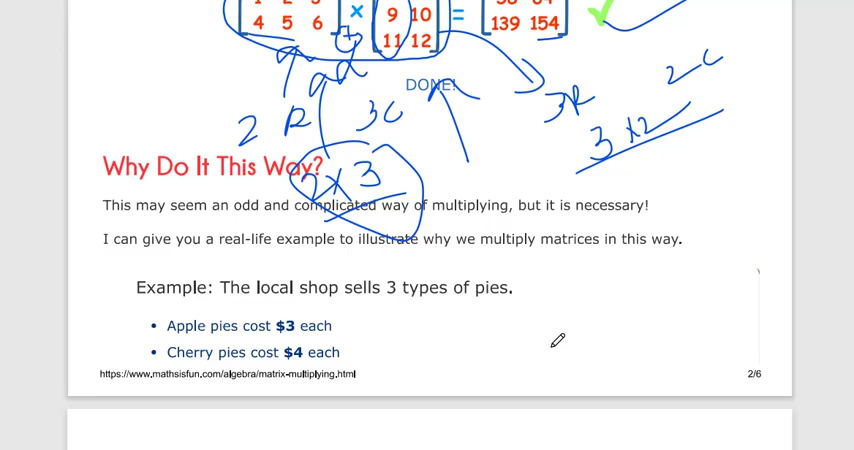 4 5 6 × 9 10 = 139 154
11 12
DONE!
2 R 3C 3R 2C
3 x 2
2 x 3
Why Do It This Way?
This may seem an odd and complicated way of multiplying, but it is necessary!
I can give you a real-life example to illustrate why we multiply matrices in this way.
Example: The local shop sells 3 types of pies.
• Apple pies cost $3 each
• Cherry pies cost $4 each
https://www.mathsisfun.com/algebra/matrix-multiplying.html 2/6